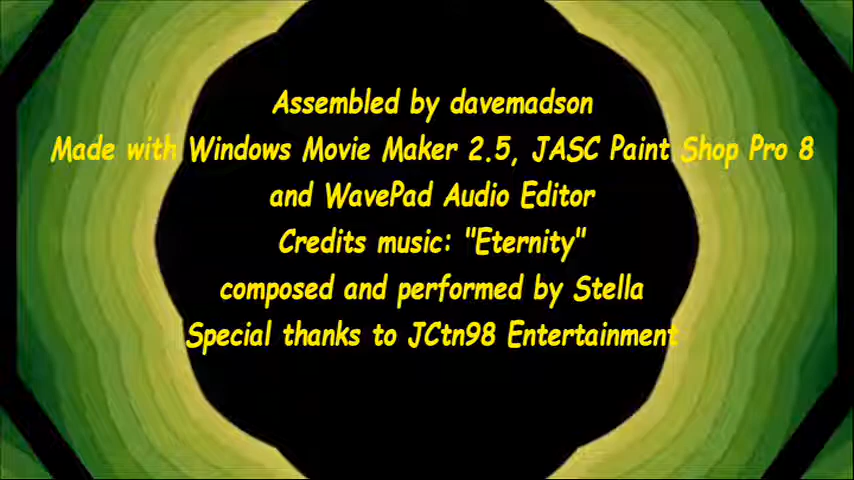 Assembled by davemadson
Made with Windows Movie Maker 2.5, JASC Paint Shop Pro 8
and WavePad Audio Editor
Credits music: "Eternity"
composed and performed by Stella
Special thanks to JCtn98 Entertainment